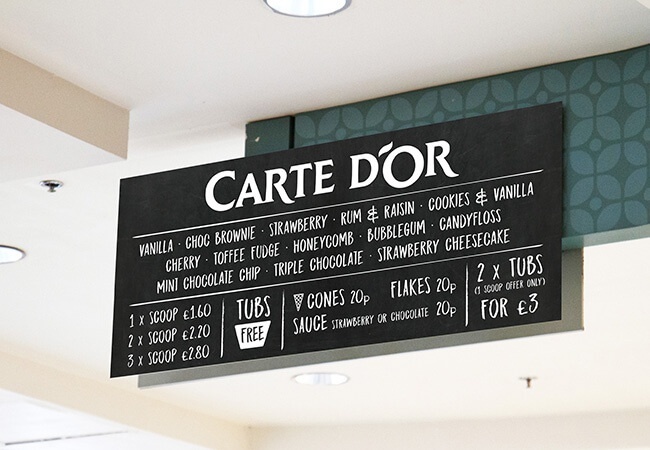 CARTE D'OR
VANILLA · CHOC BROWNIE · STRAWBERRY · RUM & RAISIN · COOKIES & VANILLA
CHERRY · TOFFEE FUDGE · HONEYCOMB · BUBBLEGUM · CANDYFLOSS
MINT CHOCOLATE CHIP · TRIPLE CHOCOLATE · STRAWBERRY CHEESECAKE
1 x SCOOP £1.60
2 x SCOOP £2.20
3 x SCOOP £2.80
TUBS
FREE
CONES 20p FLAKES 20p
SAUCE STRAWBERRY OR CHOCOLATE 20p
2 x TUBS
(1 SCOOP OFFER ONLY)
FOR £3